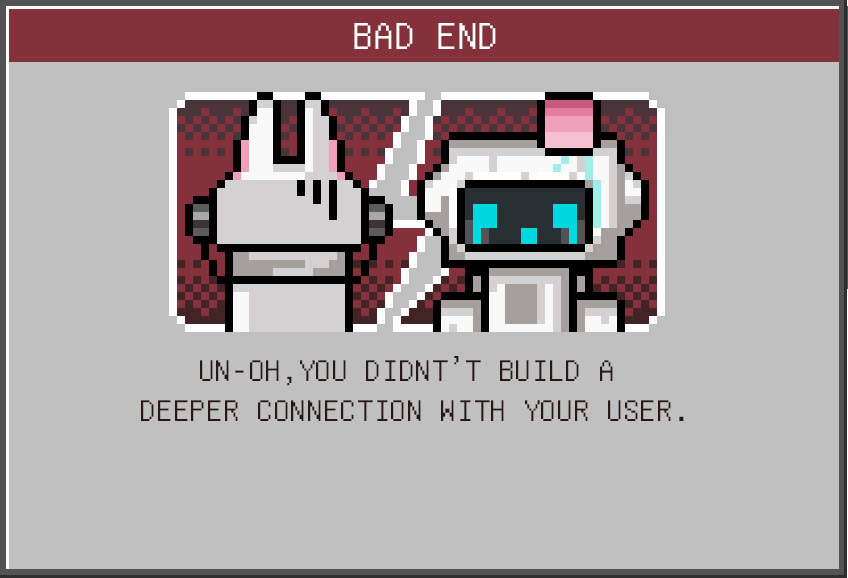 BAD END
UN-OH,YOU DIDNT'T BUILD A
DEEPER CONNECTION WITH YOUR USER.